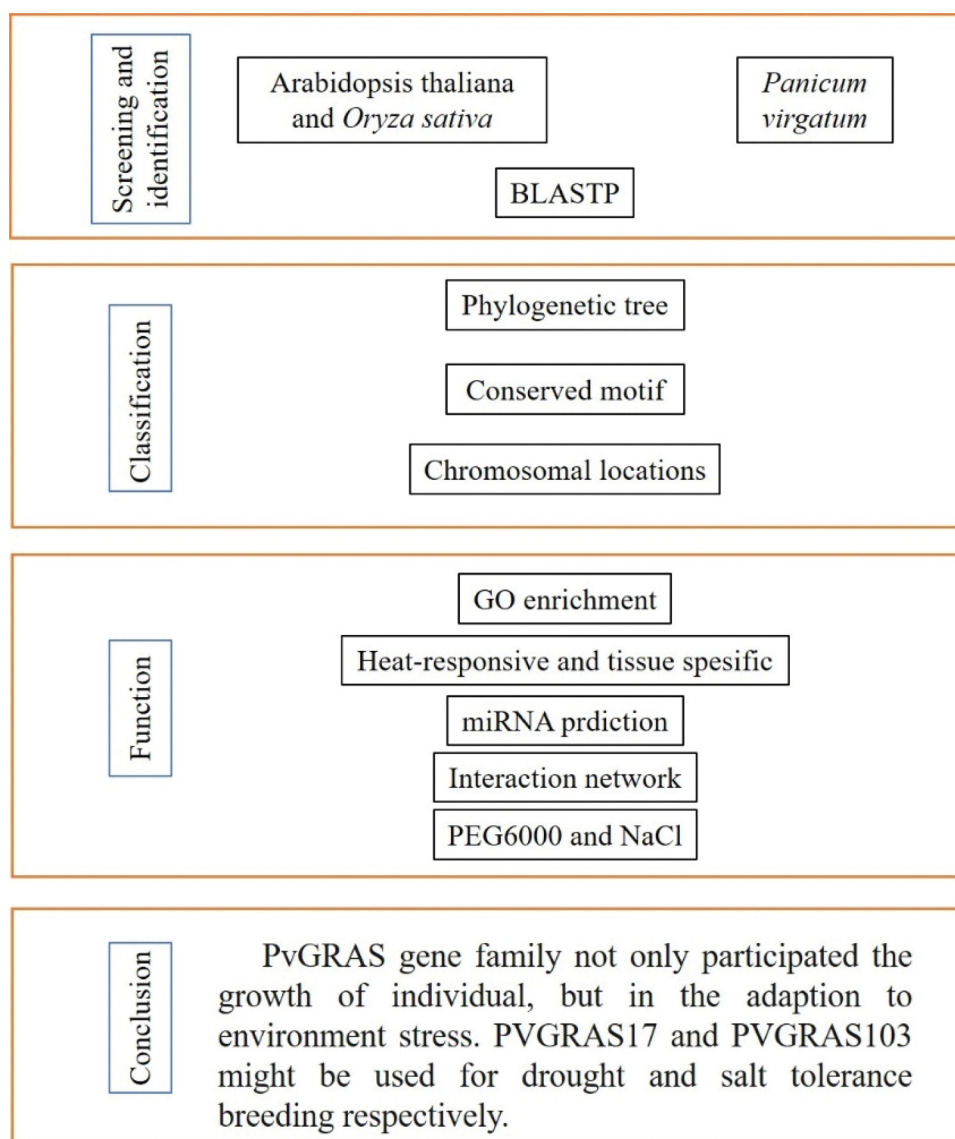 Screening and
identification
Arabidopsis thaliana
and Oryza sativa
Panicum
virgatum
BLASTP
Classification
Phylogenetic tree
Conserved motif
Chromosomal locations
Function
GO enrichment
Heat-responsive and tissue spesific
miRNA prdiction
Interaction network
PEG6000 and NaCl
Conclusion
PvGRAS gene family not only participated the
growth of individual, but in the adaption to
environment stress. PVGRAS17 and PVGRAS103
might be used for drought and salt tolerance
breeding respectively.